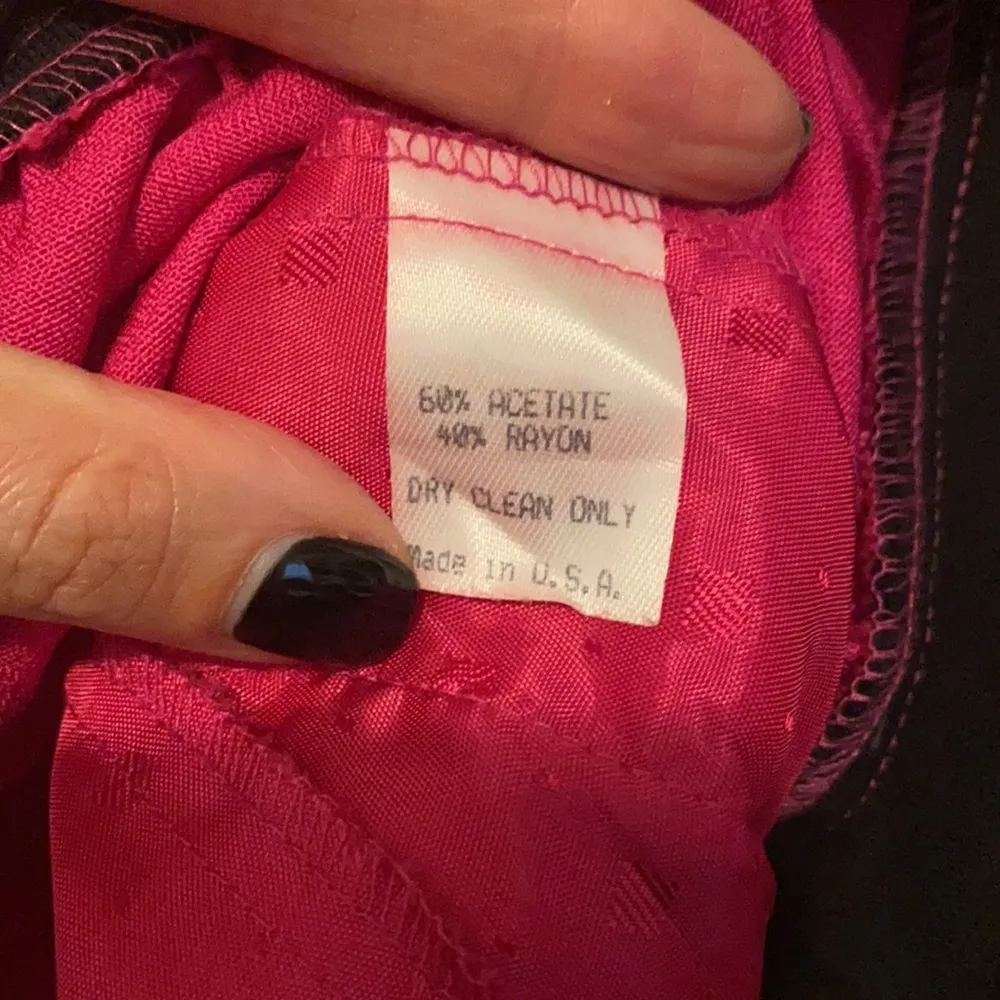 60% ACETATE
40% RAYON
DRY CLEAN ONLY
Made in U.S.A.